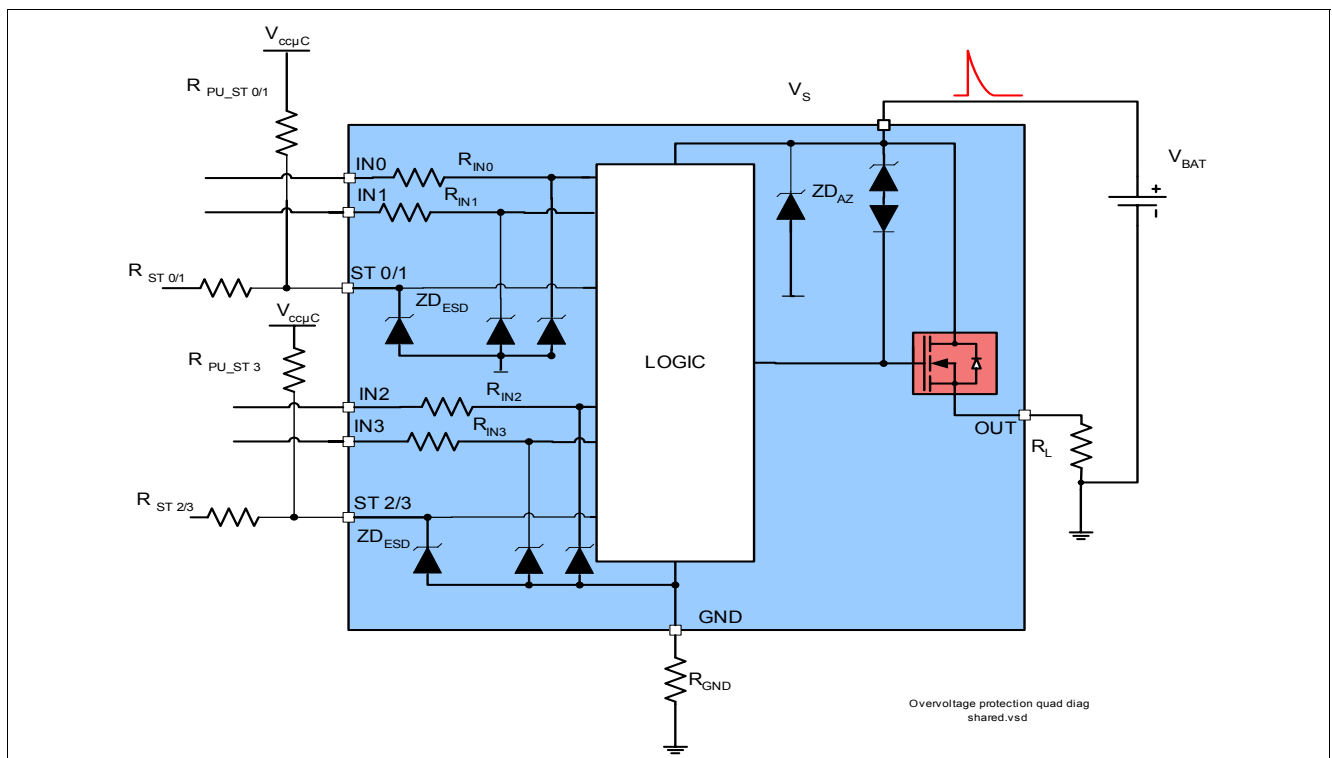 VccµC
R PU_ST 0/1
VS
VBAT
+
-
IN0
RIN0
IN1
RIN1
ZDAZ
R ST 0/1
ST 0/1
ZDESD
VccµC
R PU_ST 3
LOGIC
IN2
RIN2
IN3
RIN3
OUT
RL
R ST 2/3
ST 2/3
ZDESD
GND
RGND
Overvoltage protection quad diag
shared.vsd